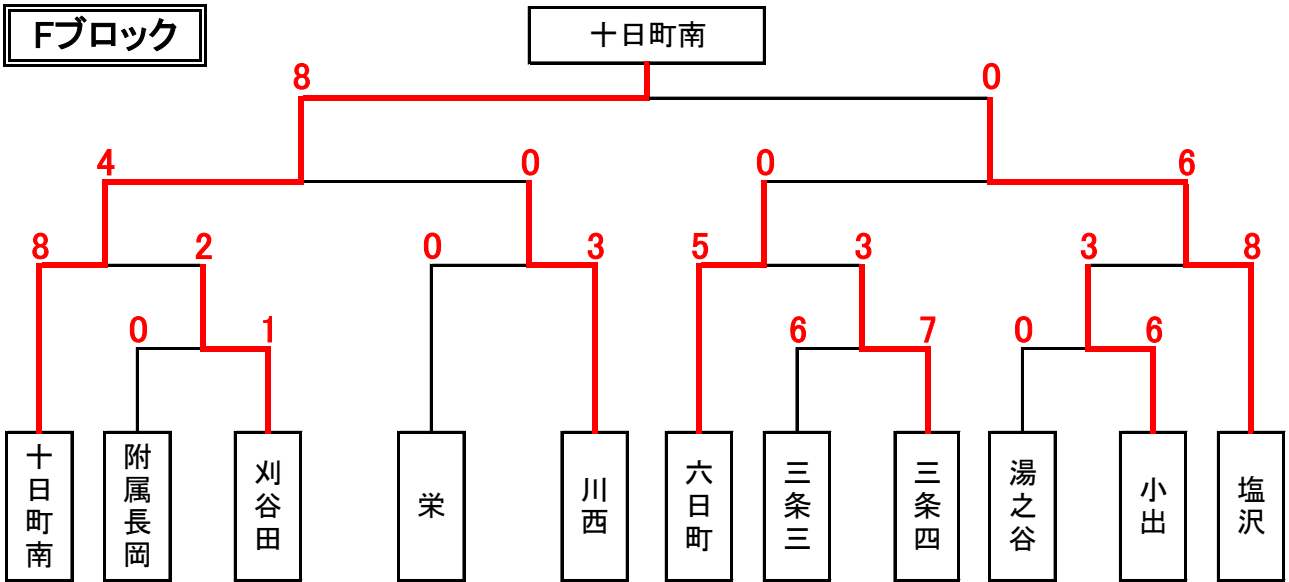 Fブロック
十日町南
8 0
4 0 0 6
8 2 0 3 5 3 3 8
0 1 6 7 0 6
十日町南
附属長岡
刈谷田
栄
川西
六日町
三条三
三条四
湯之谷
小出
塩沢